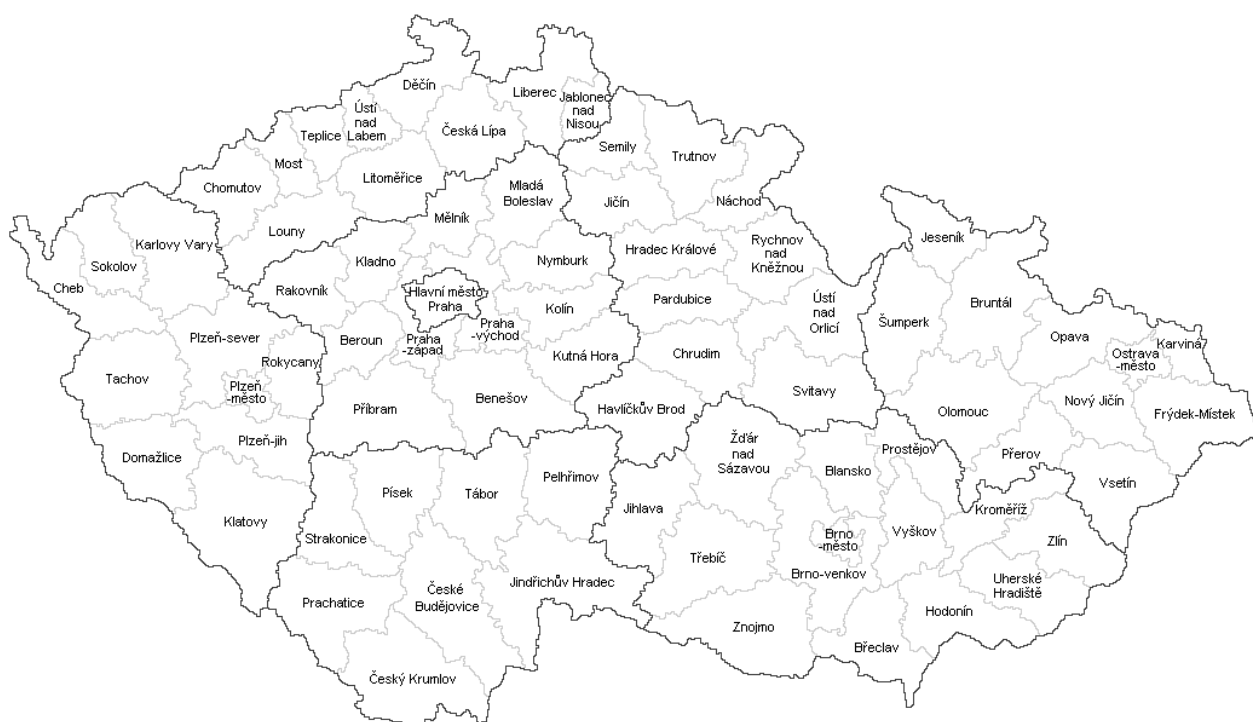 Děčín
Liberec
Jablonec
nad
Nisou
Ústí
nad
Labem
Teplice
Česká Lípa
Semily
Trutnov
Most
Chomutov
Litoměřice
Mladá
Boleslav
Jičín
Náchod
Mělník
Louny
Karlovy Vary
Jeseník
Hradec Králové
Rychnov
nad
Kněžnou
Kladno
Nymburk
Sokolov
Cheb
Rakovník
Hlavní město
Praha
Pardubice
Bruntál
Kolín
Ústí
nad
Orlicí
Šumperk
Praha
-východ
Plzeň-sever
Beroun
Praha
-západ
Opava
Karviná
Ostrava
-město
Rokycany
Kutná Hora
Chrudim
Tachov
Plzeň
-město
Benešov
Svitavy
Nový Jičín
Příbram
Havlíčkův Brod
Olomouc
Frýdek-Místek
Plzeň-jih
Žďár
nad
Sázavou
Prostějov
Domažlice
Přerov
Blansko
Pelhřimov
Vsetín
Písek
Tábor
Jihlava
Kroměříž
Klatovy
Strakonice
Brno
-město
Vyškov
Zlín
Třebíč
Brno-venkov
Jindřichův Hradec
Uherské
Hradiště
České
Budějovice
Prachatice
Hodonín
Znojmo
Břeclav
Český Krumlov